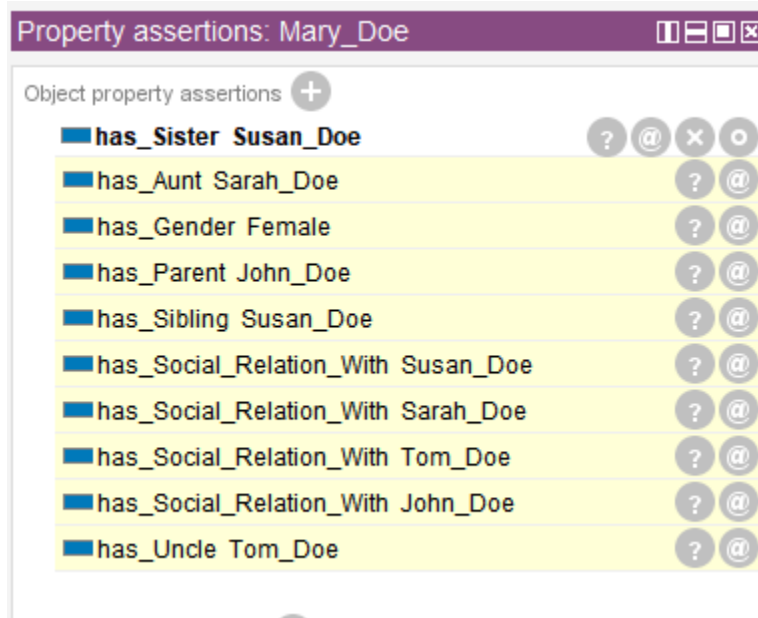 Property assertions: Mary_Doe
Object property assertions
has_Sister Susan_Doe
has_Aunt Sarah_Doe
has_Gender Female
has_Parent John_Doe
has_Sibling Susan_Doe
has_Social_Relation_With Susan_Doe
has_Social_Relation_With Sarah_Doe
has_Social_Relation_With Tom_Doe
has_Social_Relation_With John_Doe
has_Uncle Tom_Doe